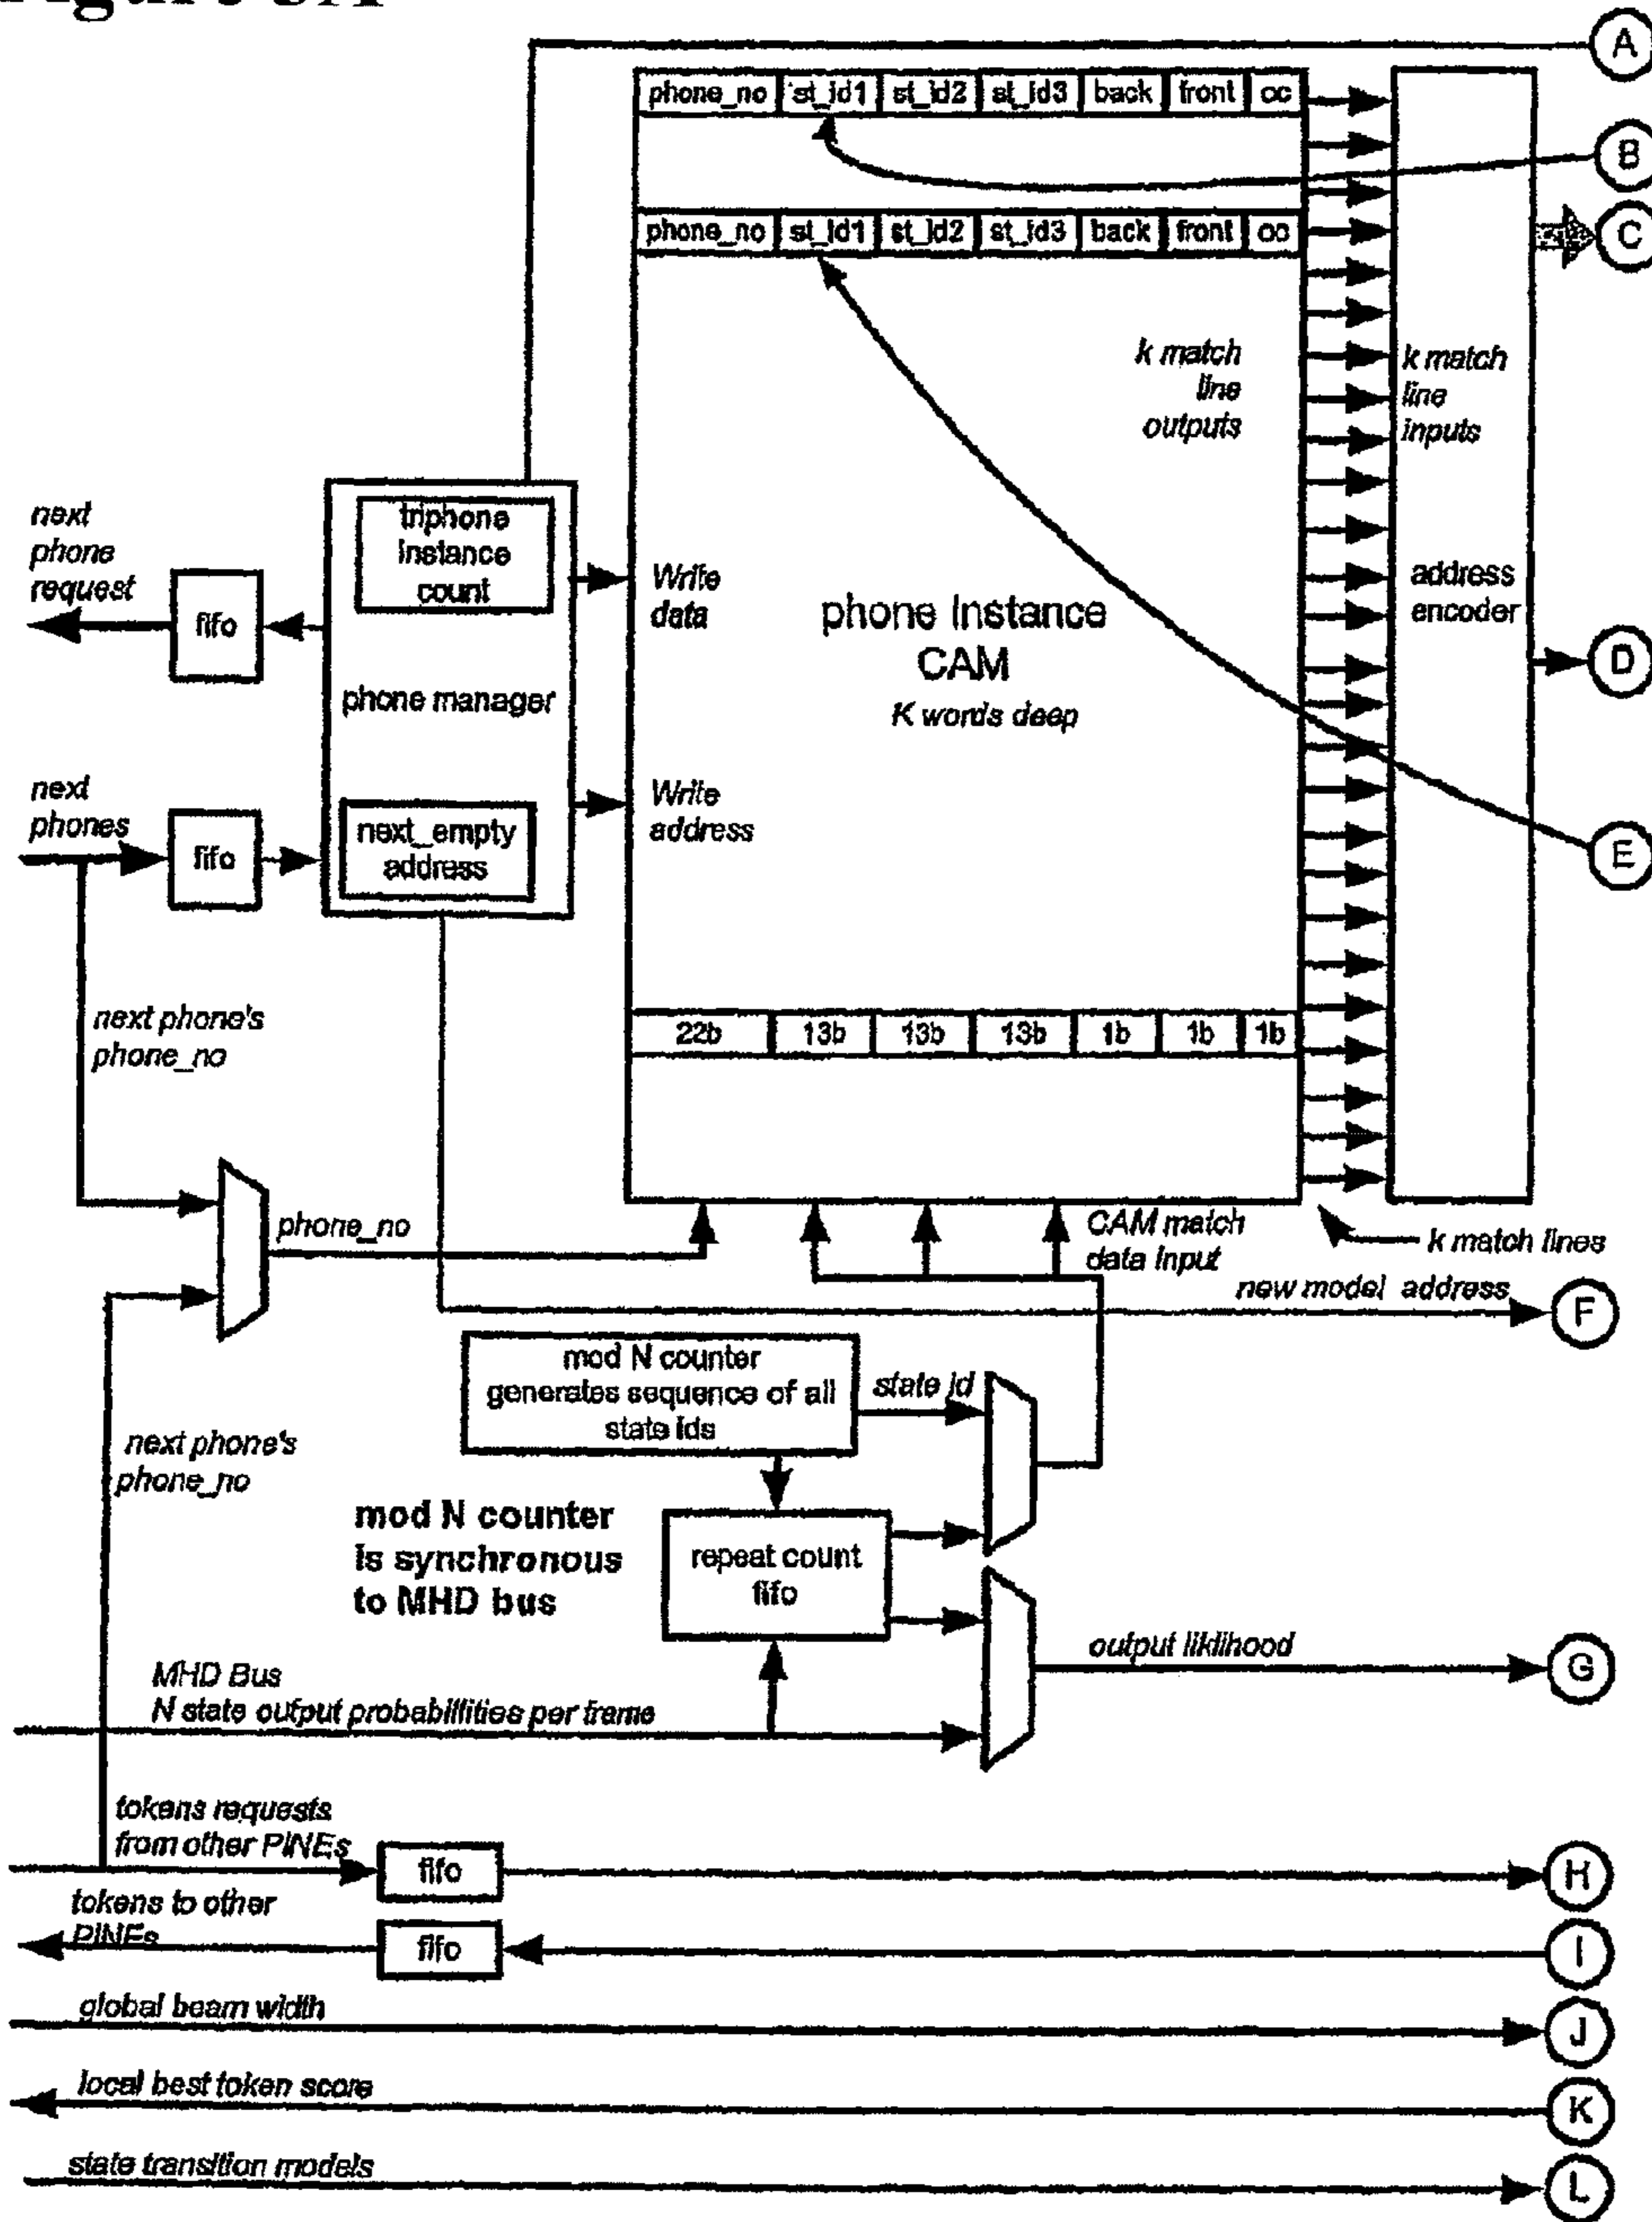 A
phone_no st_id1 st_id2 st_id3 back front oc
B
phone_no st_id1 st_id2 st_id3 back front oc
C
k match
line
outputs
k match
line
inputs
next
phone
request
fifo
triphone
instance
count
phone manager
Write
data
phone Instance
CAM
K words deep
address
encoder
D
next
phones
fifo
next_empty
address
Write
address
E
next phone's
phone_no
22b 13b 13b 13b 1b 1b 1b
phone_no
CAM match
data Input
k match lines
new model address
F
mod N counter
generates sequence of all
state ids
state id
next phone's
phone_no
mod N counter
is synchronous
to MHD bus
repeat count
fifo
output liklihood
G
MHD Bus
N state output probabillities per frame
tokens requests
from other PINEs
fifo
H
tokens to other
PINEs
fifo
I
global beam width
J
local best token score
K
state transition models
L